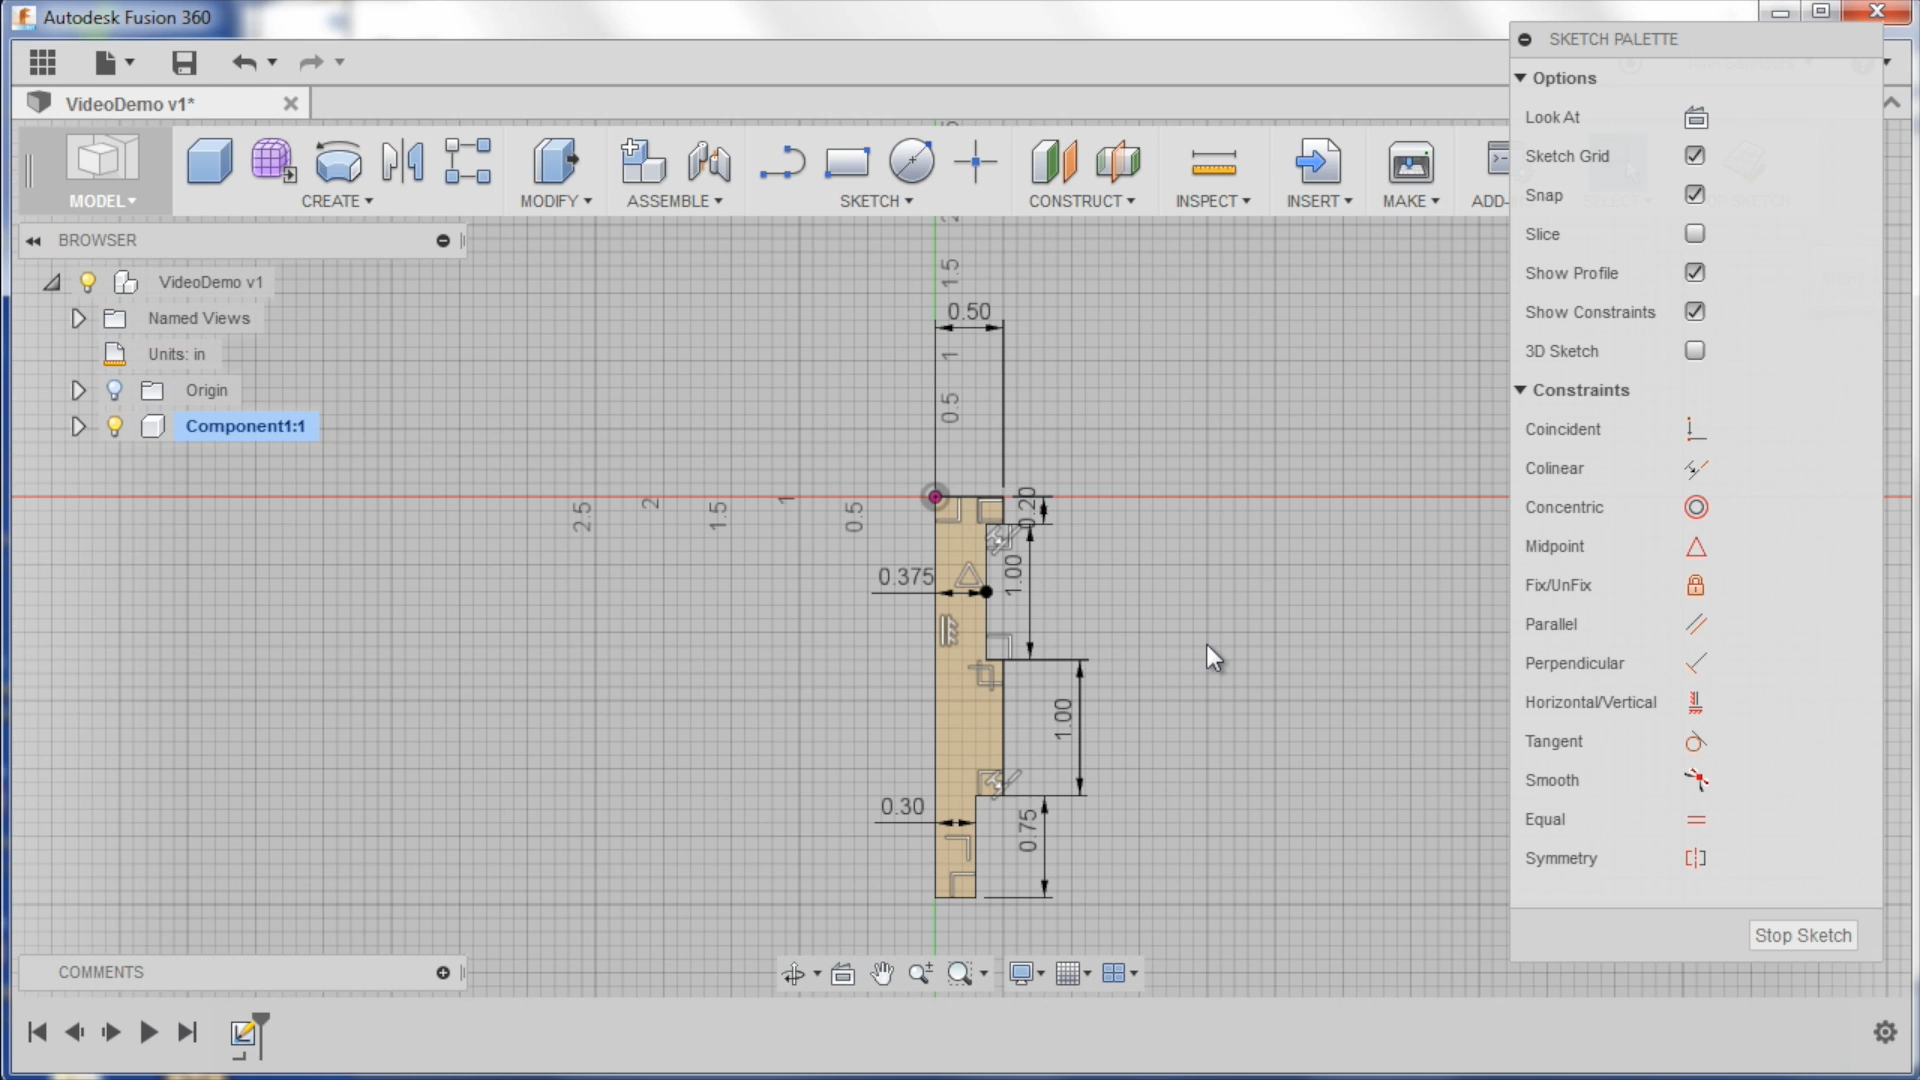 Autodesk Fusion 360
VideoDemo v1*
MODEL
CREATE
MODIFY
ASSEMBLE
SKETCH
CONSTRUCT
INSPECT
INSERT
MAKE
ADD-
BROWSER
VideoDemo v1
Named Views
Units: in
Origin
Component1:1
SKETCH PALETTE
Options
Look At
Sketch Grid
Snap
Slice
Show Profile
Show Constraints
3D Sketch
Constraints
Coincident
Colinear
Concentric
Midpoint
Fix/UnFix
Parallel
Perpendicular
Horizontal/Vertical
Tangent
Smooth
Equal
Symmetry
Stop Sketch
1.5
0.50
1
0.5
2.5
2
1.5
1
0.5
0.20
0.375
1.00
1.00
0.30
0.75
COMMENTS